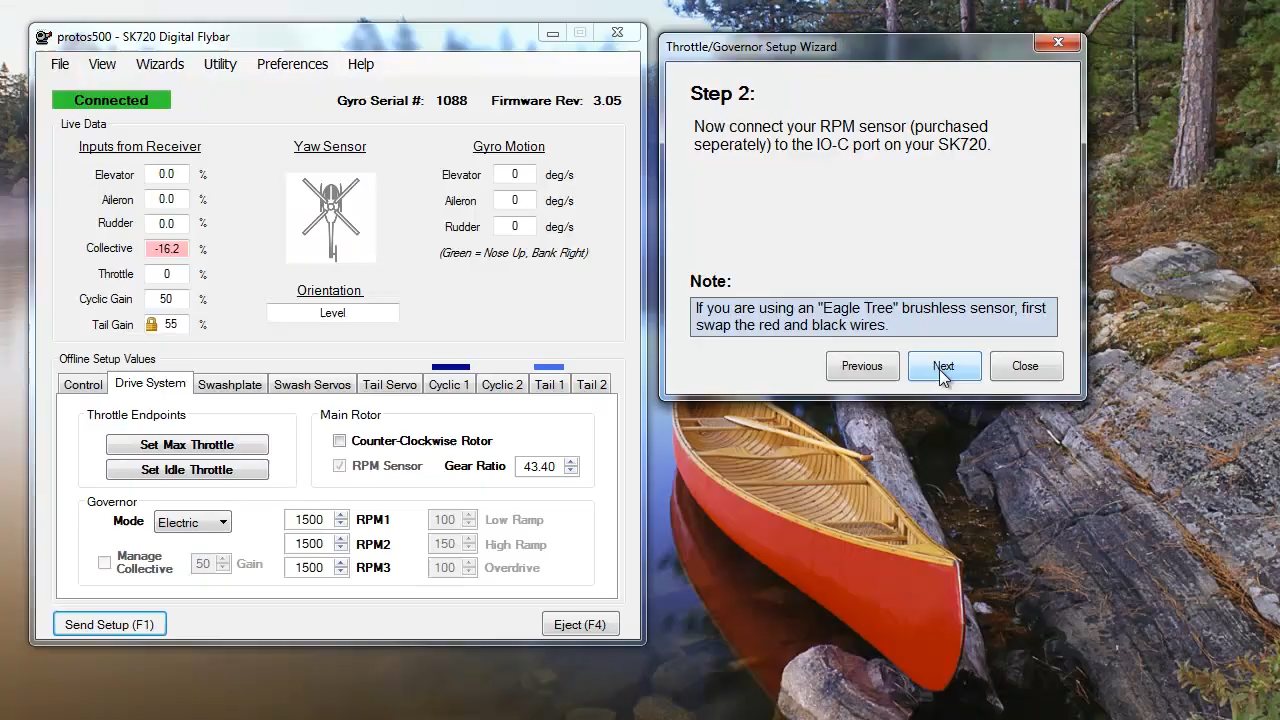 protos500 - SK720 Digital Flybar
File View Wizards Utility Preferences Help
Connected
Gyro Serial #: 1088 Firmware Rev: 3.05
Live Data
Inputs from Receiver
Elevator 0.0 %
Aileron 0.0 %
Rudder 0.0 %
Collective -16.2 %
Throttle 0 %
Cyclic Gain 50 %
Tail Gain 55 %
Yaw Sensor
Orientation
Level
Gyro Motion
Elevator 0 deg/s
Aileron 0 deg/s
Rudder 0 deg/s
(Green = Nose Up, Bank Right)
Offline Setup Values
Control Drive System Swashplate Swash Servos Tail Servo Cyclic 1 Cyclic 2 Tail 1 Tail 2
Throttle Endpoints
Set Max Throttle
Set Idle Throttle
Main Rotor
Counter-Clockwise Rotor
RPM Sensor Gear Ratio 43.40
Governor
Mode Electric
Manage
Collective
50 Gain
1500 RPM1 100 Low Ramp
1500 RPM2 150 High Ramp
1500 RPM3 100 Overdrive
Send Setup (F1) Eject (F4)
Throttle/Governor Setup Wizard
Step 2:
Now connect your RPM sensor (purchased
seperately) to the IO-C port on your SK720.
Note:
If you are using an "Eagle Tree" brushless sensor, first
swap the red and black wires.
Previous Next Close